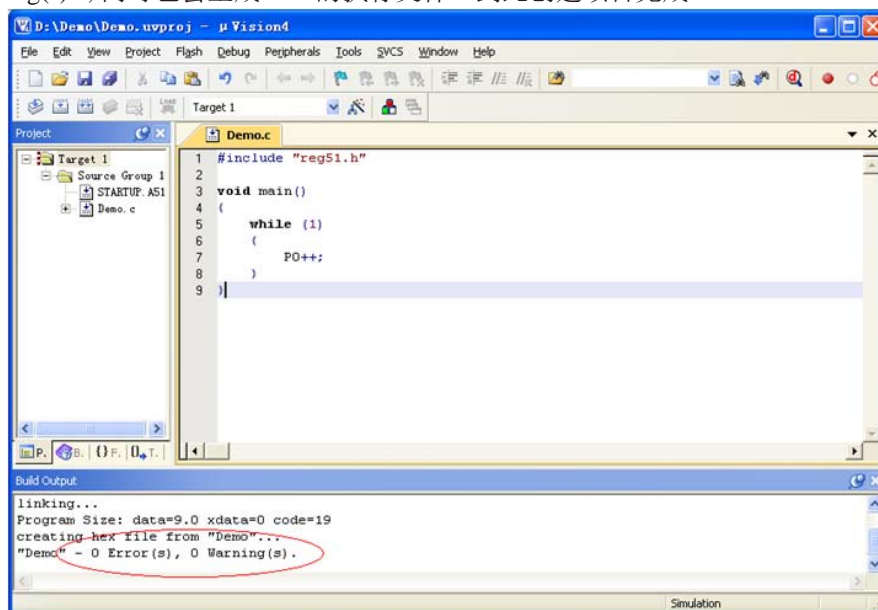 D:\Demo\Demo.uvproj - µVision4
File Edit View Project Flash Debug Peripherals Tools SVCS Window Help
Target 1
Project
Demo.c
Target 1
Source Group 1
STARTUP.A51
Demo.c
1 #include "reg51.h"
2
3 void main()
4 {
5 while (1)
6 {
7 P0++;
8 }
9 }
P. B. {} F. 0 T.
Build Output
linking...
Program Size: data=9.0 xdata=0 code=19
creating hex file from "Demo"...
"Demo" - 0 Error(s), 0 Warning(s).
Simulation